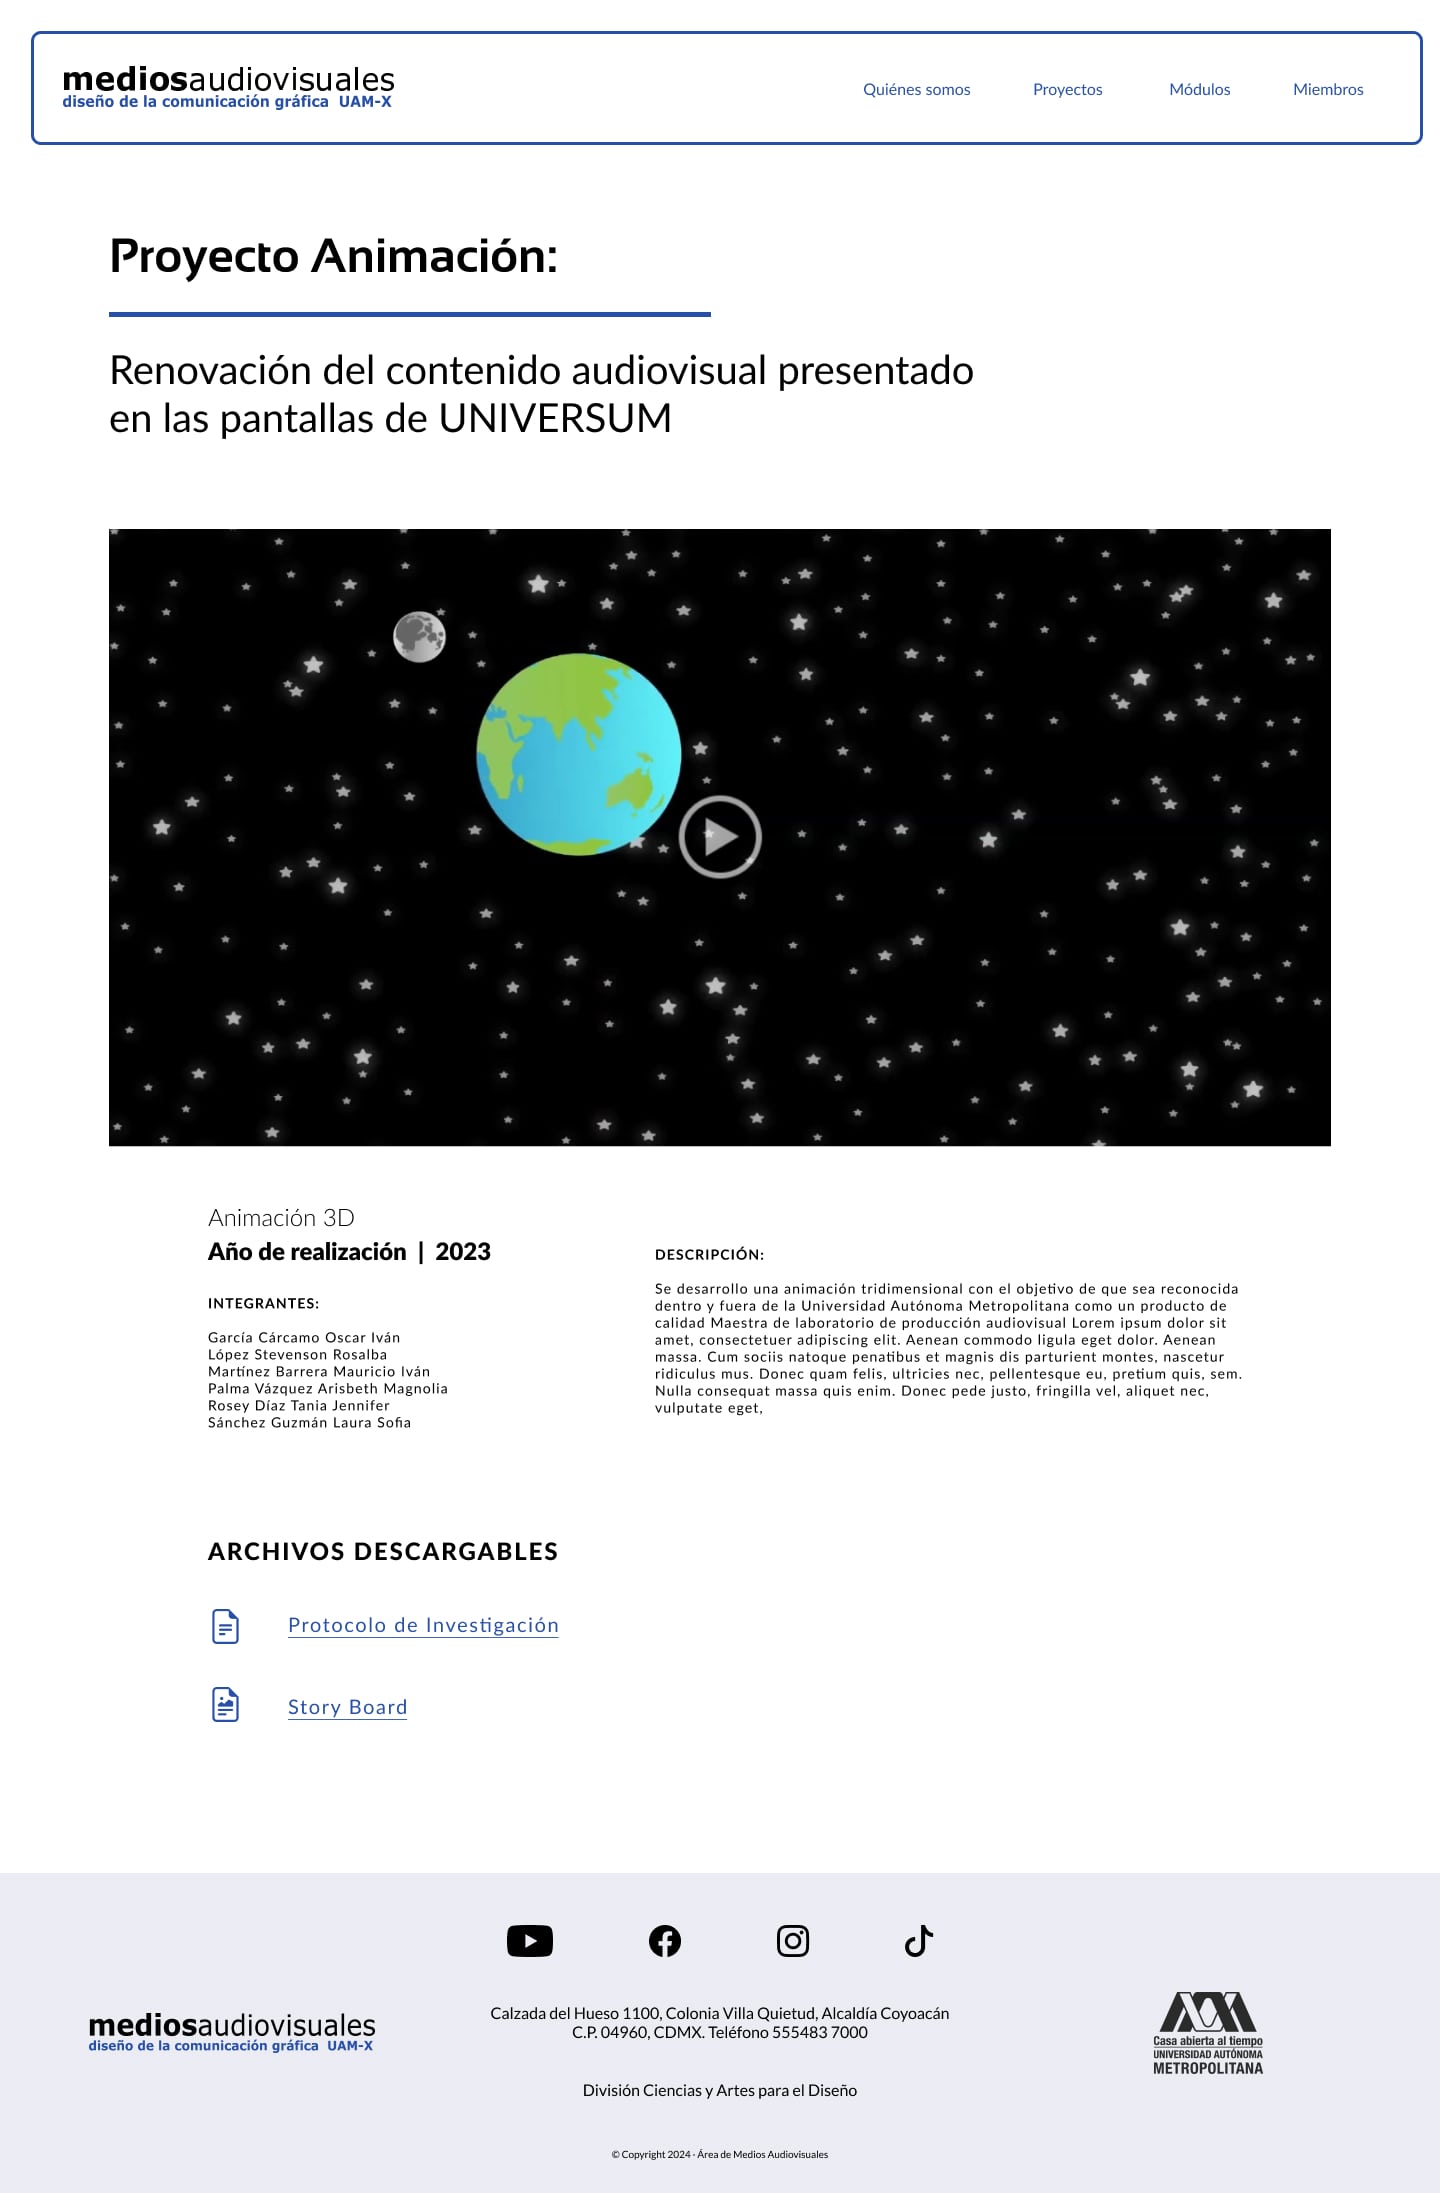 mediosaudiovisuales
diseño de la comunicación gráfica UAM-X
Quiénes somos
Proyectos
Módulos
Miembros
Proyecto Animación:
Renovación del contenido audiovisual presentado
en las pantallas de UNIVERSUM
Animación 3D
Año de realización | 2023
INTEGRANTES:
García Cárcamo Oscar Iván
López Stevenson Rosalba
Martínez Barrera Mauricio Iván
Palma Vázquez Arisbeth Magnolia
Rosey Díaz Tania Jennifer
Sánchez Guzmán Laura Sofia
DESCRIPCIÓN:
Se desarrollo una animación tridimensional con el objetivo de que sea reconocida
dentro y fuera de la Universidad Autónoma Metropolitana como un producto de
calidad Maestra de laboratorio de producción audiovisual Lorem ipsum dolor sit
amet, consectetuer adipiscing elit. Aenean commodo ligula eget dolor. Aenean
massa. Cum sociis natoque penatibus et magnis dis parturient montes, nascetur
ridiculus mus. Donec quam felis, ultricies nec, pellentesque eu, pretium quis, sem.
Nulla consequat massa quis enim. Donec pede justo, fringilla vel, aliquet nec,
vulputate eget,
ARCHIVOS DESCARGABLES
Protocolo de Investigación
Story Board
mediosaudiovisuales
diseño de la comunicación gráfica UAM-X
Calzada del Hueso 1100, Colonia Villa Quietud, Alcaldía Coyoacán
C.P. 04960, CDMX. Teléfono 555483 7000
División Ciencias y Artes para el Diseño
© Copyright 2024 - Área de Medios Audiovisuales
Casa abierta al tiempo
UNIVERSIDAD AUTÓNOMA
METROPOLITANA